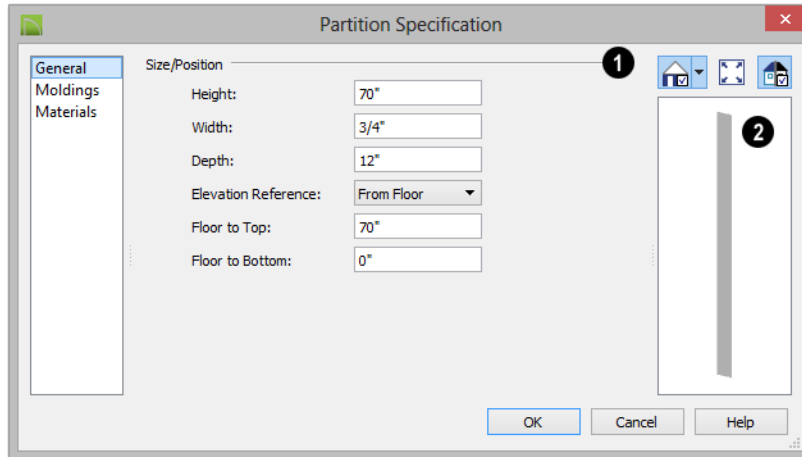 Partition Specification
×
General
Moldings
Materials
Size/Position
1
Height: 70"
Width: 3/4"
Depth: 12"
Elevation Reference: From Floor
Floor to Top: 70"
Floor to Bottom: 0"
2
OK Cancel Help